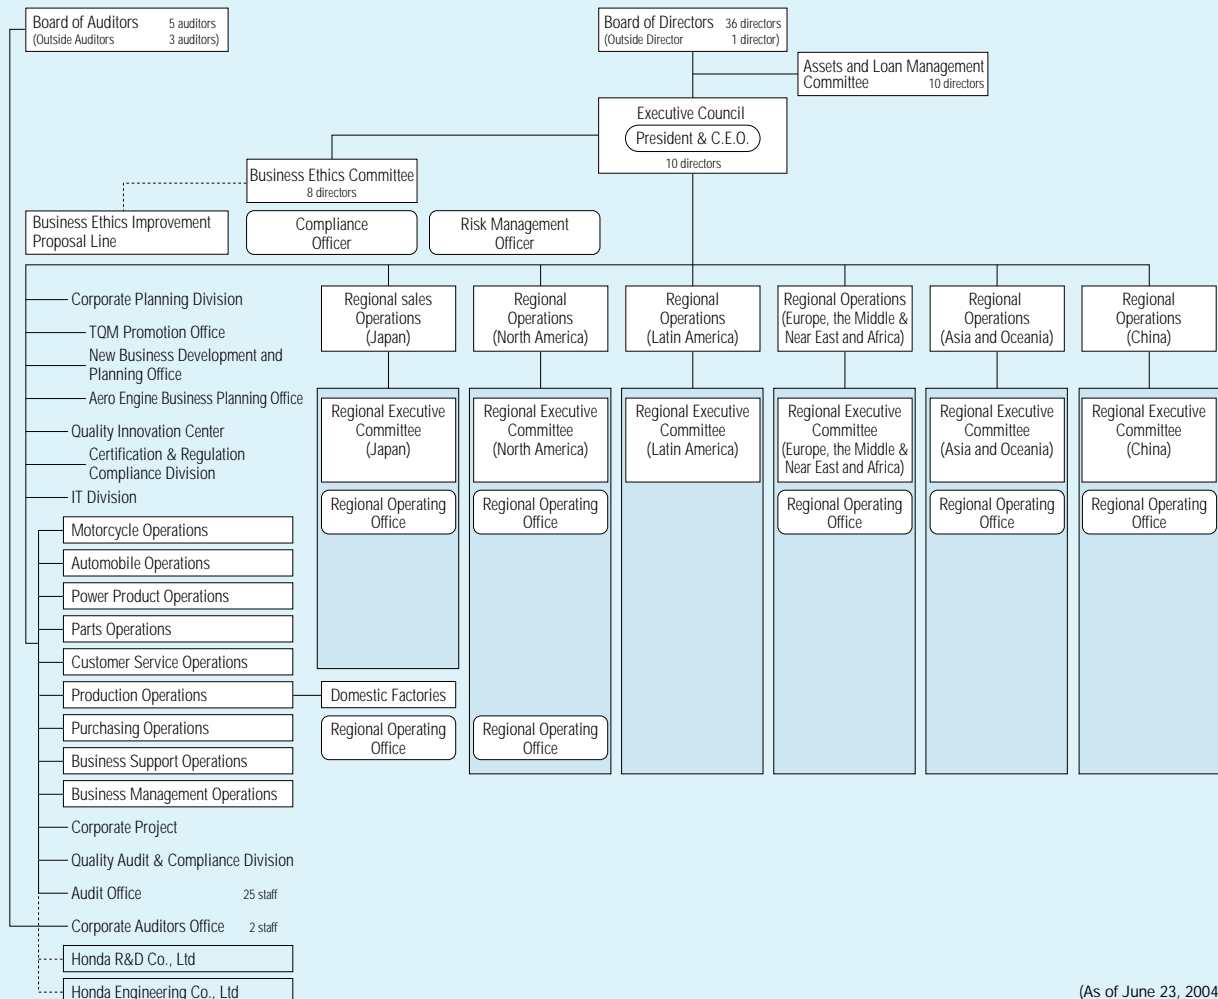 Board of Auditors 5 auditors
(Outside Auditors 3 auditors)
Board of Directors 36 directors
(Outside Director 1 director)
Assets and Loan Management
Committee 10 directors
Executive Council
President & C.E.O.
10 directors
Business Ethics Committee
8 directors
Business Ethics Improvement
Proposal Line
Compliance
Officer
Risk Management
Officer
Corporate Planning Division
TQM Promotion Office
New Business Development and
Planning Office
Aero Engine Business Planning Office
Quality Innovation Center
Certification & Regulation
Compliance Division
IT Division
Motorcycle Operations
Automobile Operations
Power Product Operations
Parts Operations
Customer Service Operations
Production Operations
Purchasing Operations
Business Support Operations
Business Management Operations
Corporate Project
Quality Audit & Compliance Division
Audit Office 25 staff
Corporate Auditors Office 2 staff
Honda R&D Co., Ltd
Honda Engineering Co., Ltd
Regional sales
Operations
(Japan)
Regional Executive
Committee
(Japan)
Regional Operating
Office
Domestic Factories
Regional Operating
Office
Regional
Operations
(North America)
Regional Executive
Committee
(North America)
Regional Operating
Office
Regional Operating
Office
Regional
Operations
(Latin America)
Regional Executive
Committee
(Latin America)
Regional Operations
(Europe, the Middle &
Near East and Africa)
Regional Executive
Committee
(Europe, the Middle &
Near East and Africa)
Regional Operating
Office
Regional
Operations
(Asia and Oceania)
Regional Executive
Committee
(Asia and Oceania)
Regional Operating
Office
Regional
Operations
(China)
Regional Executive
Committee
(China)
Regional Operating
Office
(As of June 23, 2004